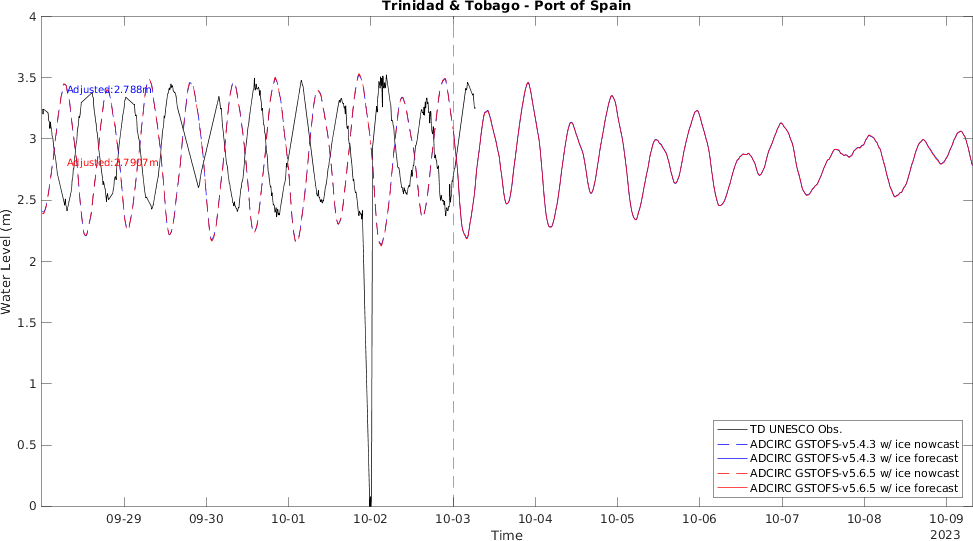 Trinidad & Tobago - Port of Spain
4
3.5
3
2.5
2
1.5
1
0.5
0
Water Level (m)
Adjusted:2.788m
Adjusted:2.7907m
TD UNESCO Obs.
ADCIRC GSTOFS-v5.4.3 w/ ice nowcast
ADCIRC GSTOFS-v5.4.3 w/ ice forecast
ADCIRC GSTOFS-v5.6.5 w/ ice nowcast
ADCIRC GSTOFS-v5.6.5 w/ ice forecast
09-29 09-30 10-01 10-02 10-03 10-04 10-05 10-06 10-07 10-08 10-09
2023
Time